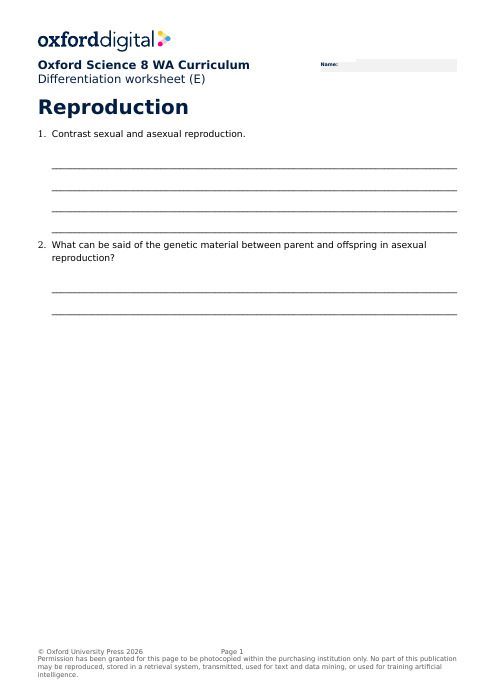 oxforddigital
Oxford Science 8 WA Curriculum
Name:
Differentiation worksheet (E)
Reproduction
1. Contrast sexual and asexual reproduction.
2. What can be said of the genetic material between parent and offspring in asexual
reproduction?
© Oxford University Press 2026 Page 1
Permission has been granted for this page to be photocopied within the purchasing institution only. No part of this publication
may be reproduced, stored in a retrieval system, transmitted, used for text and data mining, or used for training artificial
intelligence.